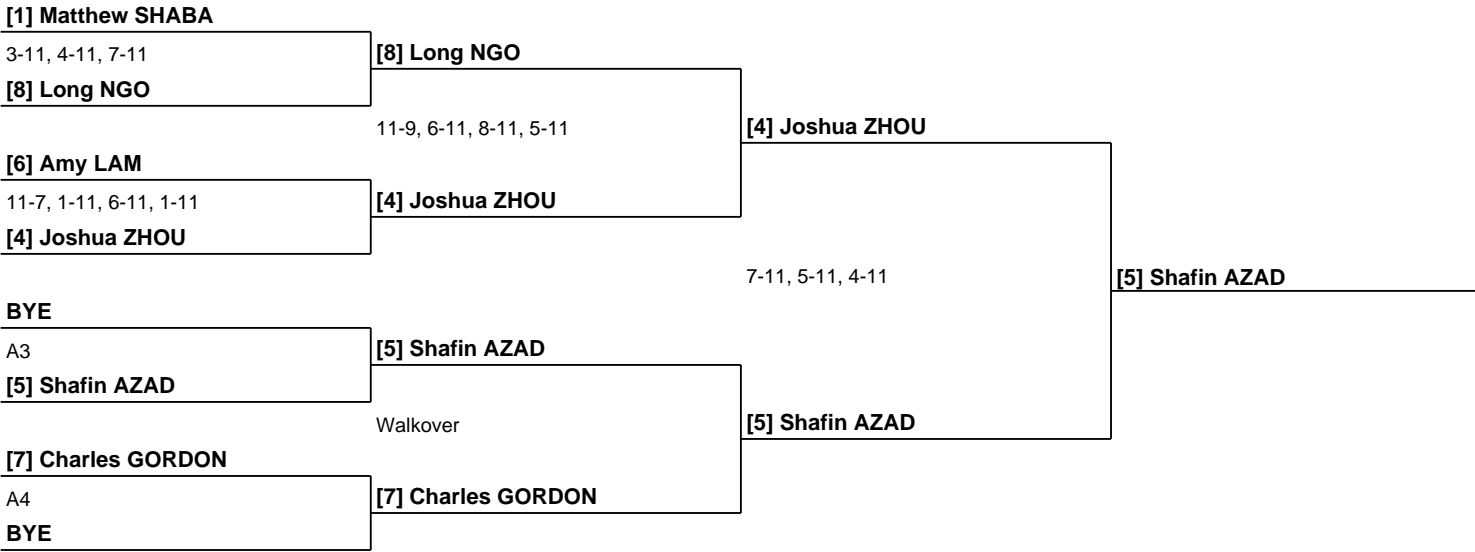 [1] Matthew SHABA
3-11, 4-11, 7-11
[8] Long NGO
[8] Long NGO
11-9, 6-11, 8-11, 5-11
[4] Joshua ZHOU
[6] Amy LAM
11-7, 1-11, 6-11, 1-11
[4] Joshua ZHOU
[4] Joshua ZHOU
7-11, 5-11, 4-11
[5] Shafin AZAD
BYE
A3
[5] Shafin AZAD
[5] Shafin AZAD
Walkover
[5] Shafin AZAD
[7] Charles GORDON
A4
[7] Charles GORDON
BYE